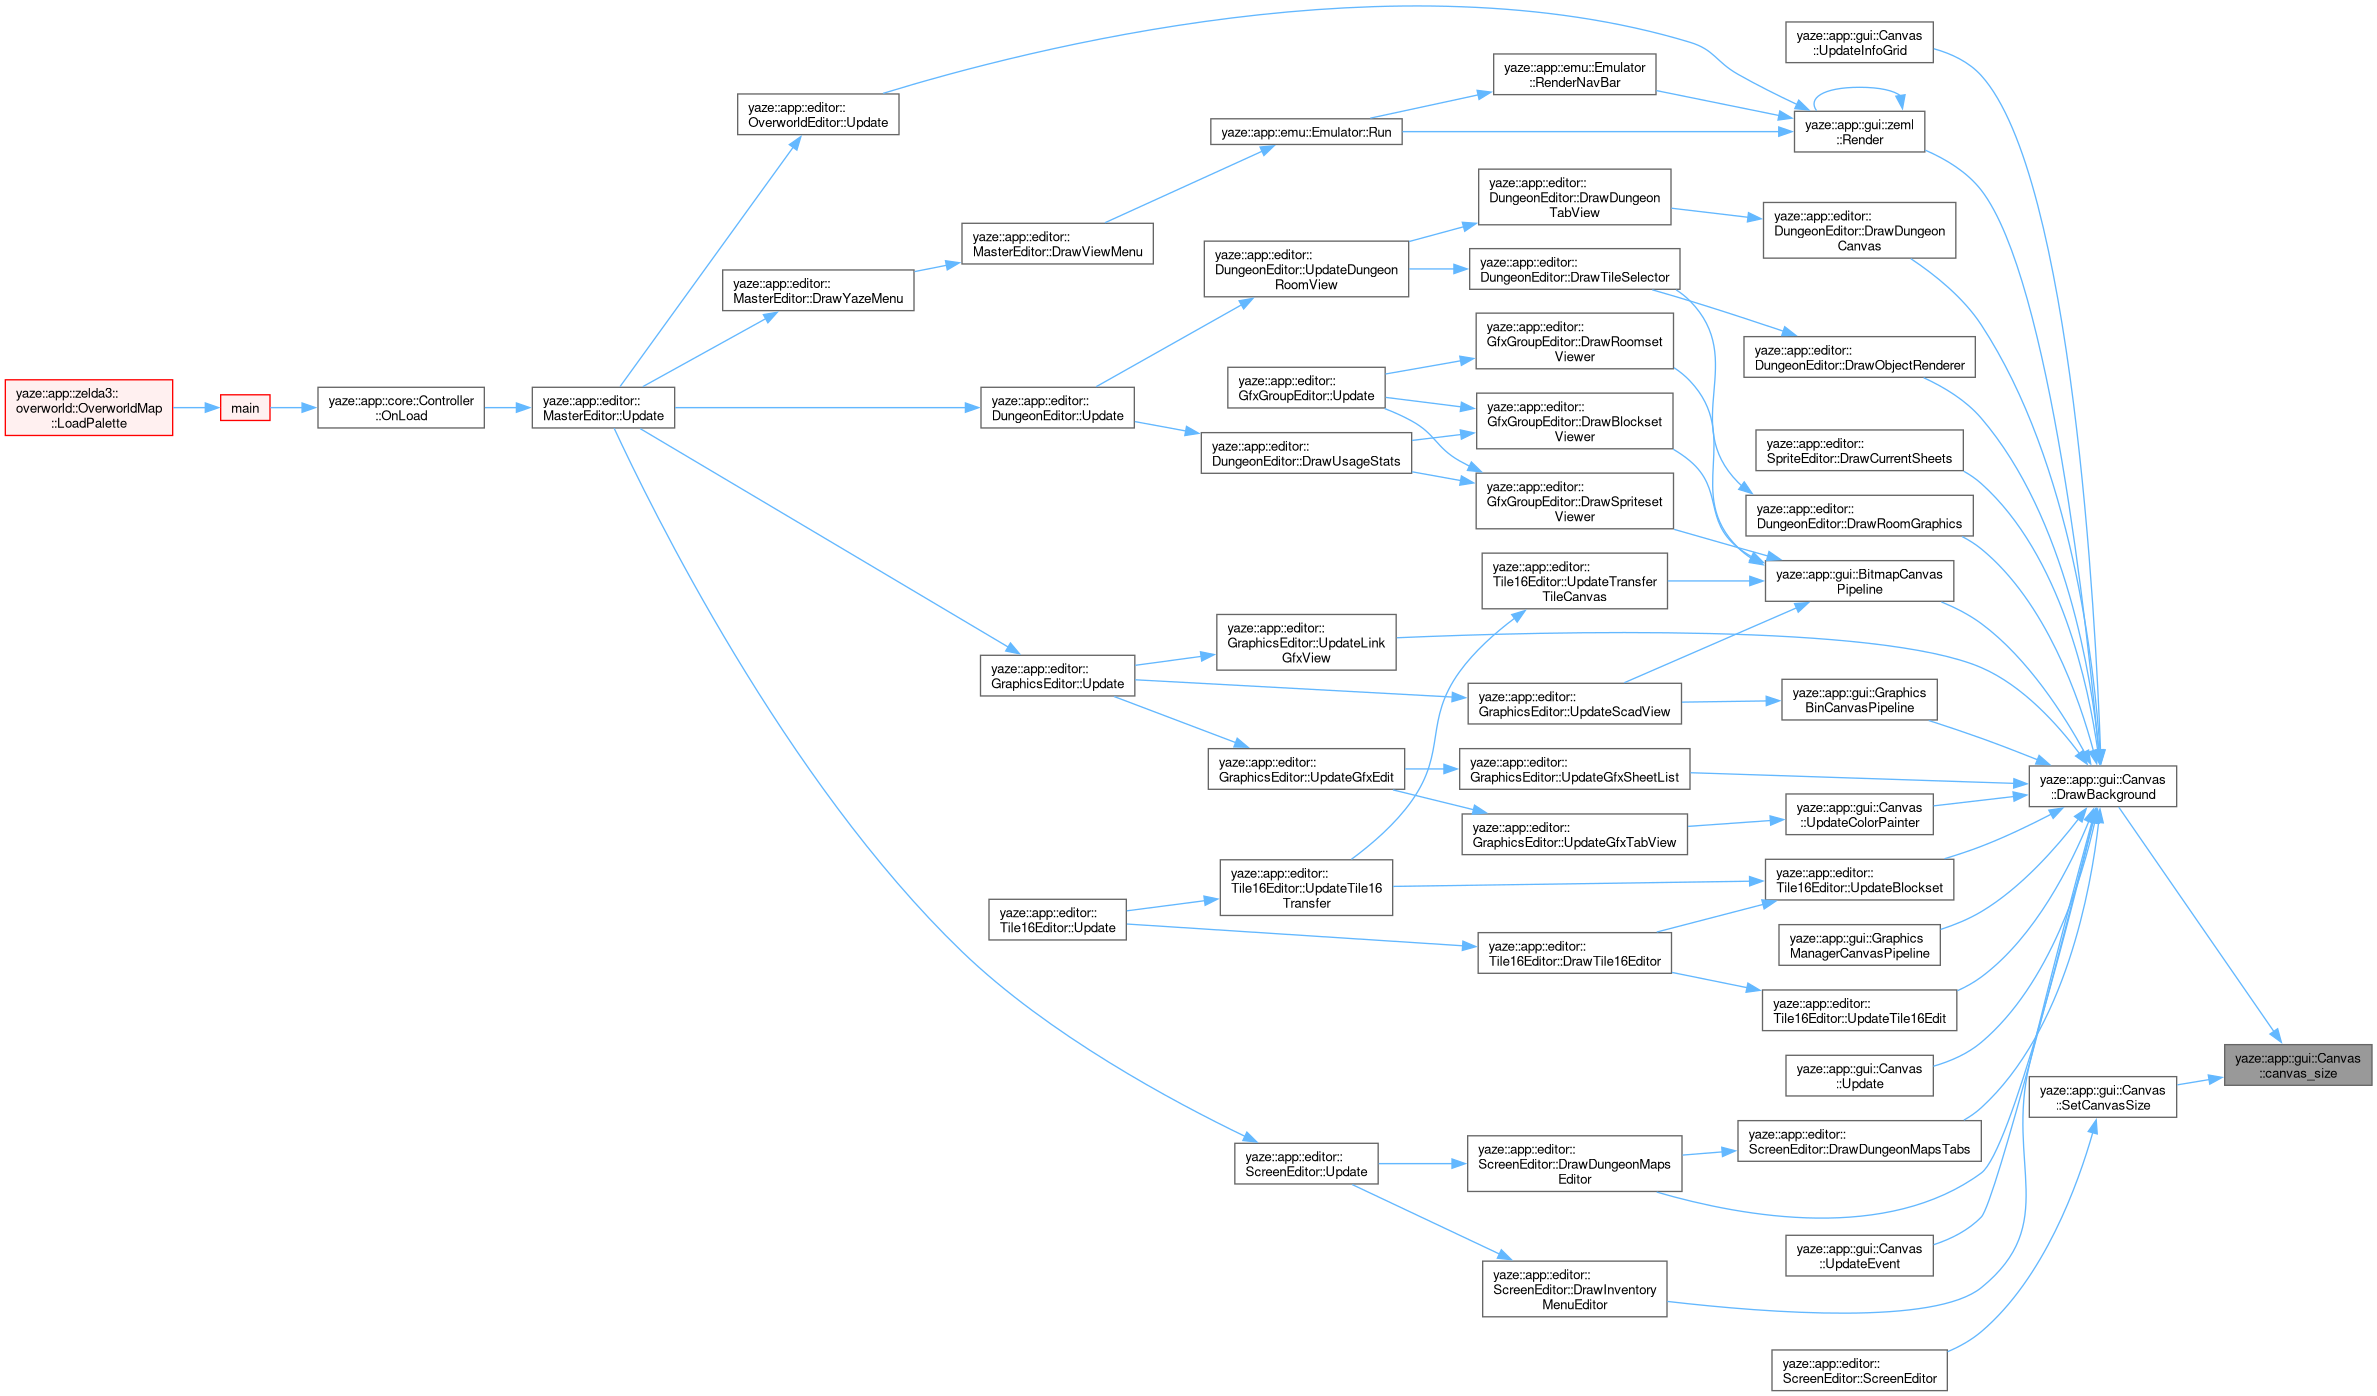 yaze::app::gui::Canvas
::UpdateInfoGrid
yaze::app::emu::Emulator
::RenderNavBar
yaze::app::editor::
OverworldEditor::Update
yaze::app::emu::Emulator::Run
yaze::app::gui::zeml
::Render
yaze::app::editor::
DungeonEditor::DrawDungeon
TabView
yaze::app::editor::
DungeonEditor::DrawDungeon
Canvas
yaze::app::editor::
MasterEditor::DrawViewMenu
yaze::app::editor::
DungeonEditor::UpdateDungeon
RoomView
yaze::app::editor::
DungeonEditor::DrawTileSelector
yaze::app::editor::
MasterEditor::DrawYazeMenu
yaze::app::editor::
GfxGroupEditor::DrawRoomset
Viewer
yaze::app::editor::
DungeonEditor::DrawObjectRenderer
yaze::app::editor::
GfxGroupEditor::Update
yaze::app::zelda3::
overworld::OverworldMap
::LoadPalette
main
yaze::app::core::Controller
::OnLoad
yaze::app::editor::
MasterEditor::Update
yaze::app::editor::
DungeonEditor::Update
yaze::app::editor::
GfxGroupEditor::DrawBlockset
Viewer
yaze::app::editor::
DungeonEditor::DrawUsageStats
yaze::app::editor::
SpriteEditor::DrawCurrentSheets
yaze::app::editor::
GfxGroupEditor::DrawSpriteset
Viewer
yaze::app::editor::
DungeonEditor::DrawRoomGraphics
yaze::app::editor::
Tile16Editor::UpdateTransfer
TileCanvas
yaze::app::gui::BitmapCanvas
Pipeline
yaze::app::editor::
GraphicsEditor::UpdateLink
GfxView
yaze::app::editor::
GraphicsEditor::Update
yaze::app::editor::
GraphicsEditor::UpdateScadView
yaze::app::gui::Graphics
BinCanvasPipeline
yaze::app::editor::
GraphicsEditor::UpdateGfxEdit
yaze::app::editor::
GraphicsEditor::UpdateGfxSheetList
yaze::app::gui::Canvas
::DrawBackground
yaze::app::gui::Canvas
::UpdateColorPainter
yaze::app::editor::
GraphicsEditor::UpdateGfxTabView
yaze::app::editor::
Tile16Editor::UpdateTile16
Transfer
yaze::app::editor::
Tile16Editor::UpdateBlockset
yaze::app::editor::
Tile16Editor::Update
yaze::app::editor::
Tile16Editor::DrawTile16Editor
yaze::app::gui::Graphics
ManagerCanvasPipeline
yaze::app::editor::
Tile16Editor::UpdateTile16Edit
yaze::app::gui::Canvas
::canvas_size
yaze::app::gui::Canvas
::Update
yaze::app::gui::Canvas
::SetCanvasSize
yaze::app::editor::
ScreenEditor::DrawDungeonMapsTabs
yaze::app::editor::
ScreenEditor::DrawDungeonMaps
Editor
yaze::app::editor::
ScreenEditor::Update
yaze::app::gui::Canvas
::UpdateEvent
yaze::app::editor::
ScreenEditor::DrawInventory
MenuEditor
yaze::app::editor::
ScreenEditor::ScreenEditor